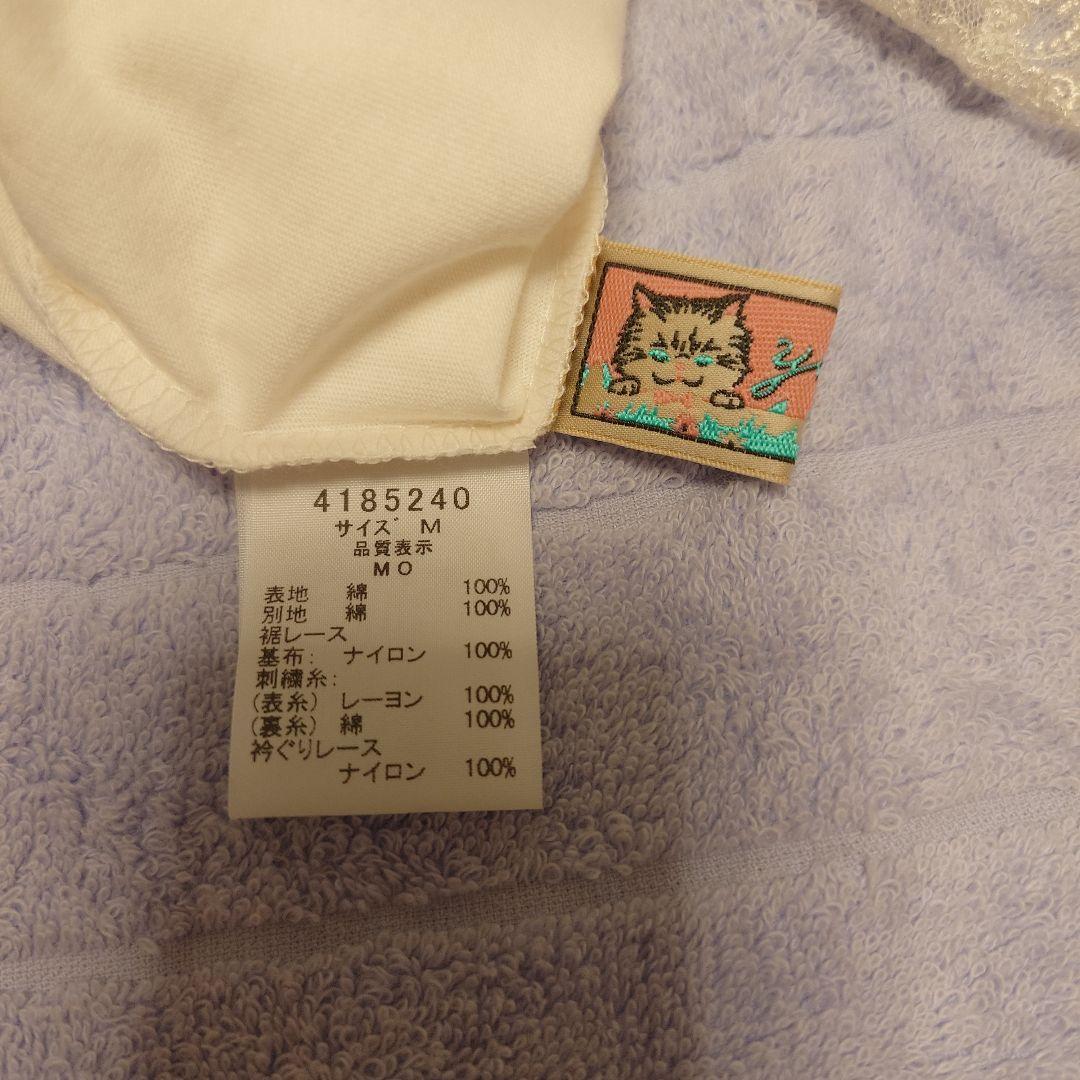 4185240
サイズ M
品質表示
MO
表地 綿 100%
別地 綿 100%
裾レース
基布: ナイロン 100%
刺繍糸:
(表糸) レーヨン 100%
(裏糸) 綿 100%
衿ぐりレース
ナイロン 100%